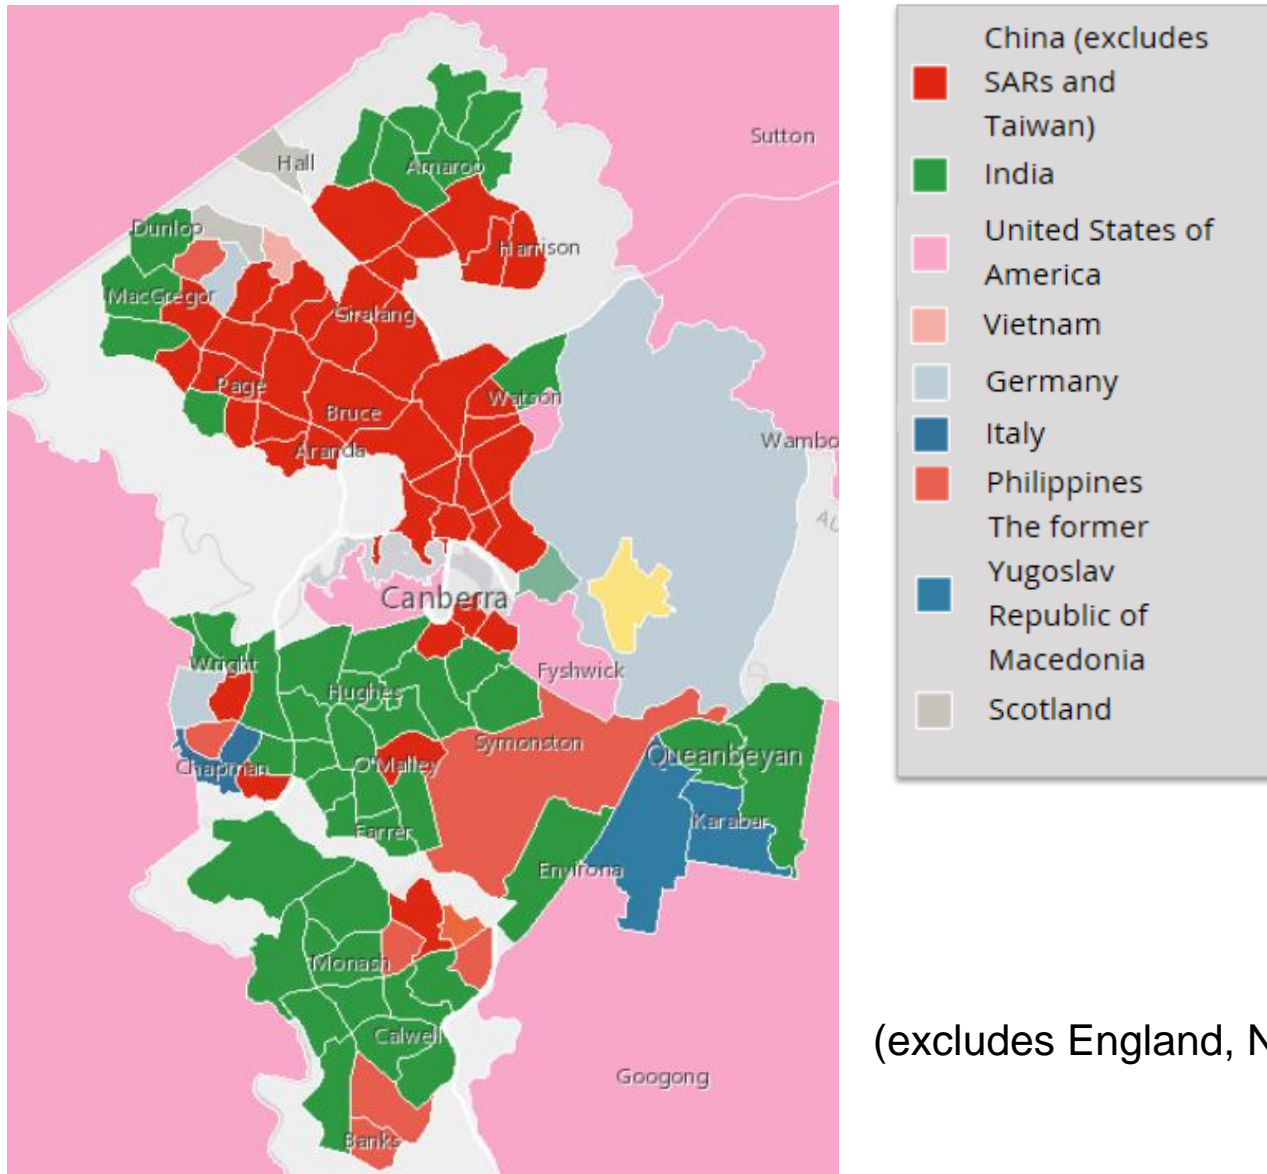 Sutton
Hall
Amaroo
Dunlop
Harrison
MacGregor
Giralang
Page
Watson
Bruce
Aranda
Wambo
Canberra
Wright
Fyshwick
Hughes
Symonston
Chapman
O'Malley
Queanbeyan
Karabar
Farrer
Environa
Monash
Calwell
Googong
Banks
China (excludes
SARs and
Taiwan)
India
United States of
America
Vietnam
Germany
Italy
Philippines
The former
Yugoslav
Republic of
Macedonia
Scotland
(excludes England, N